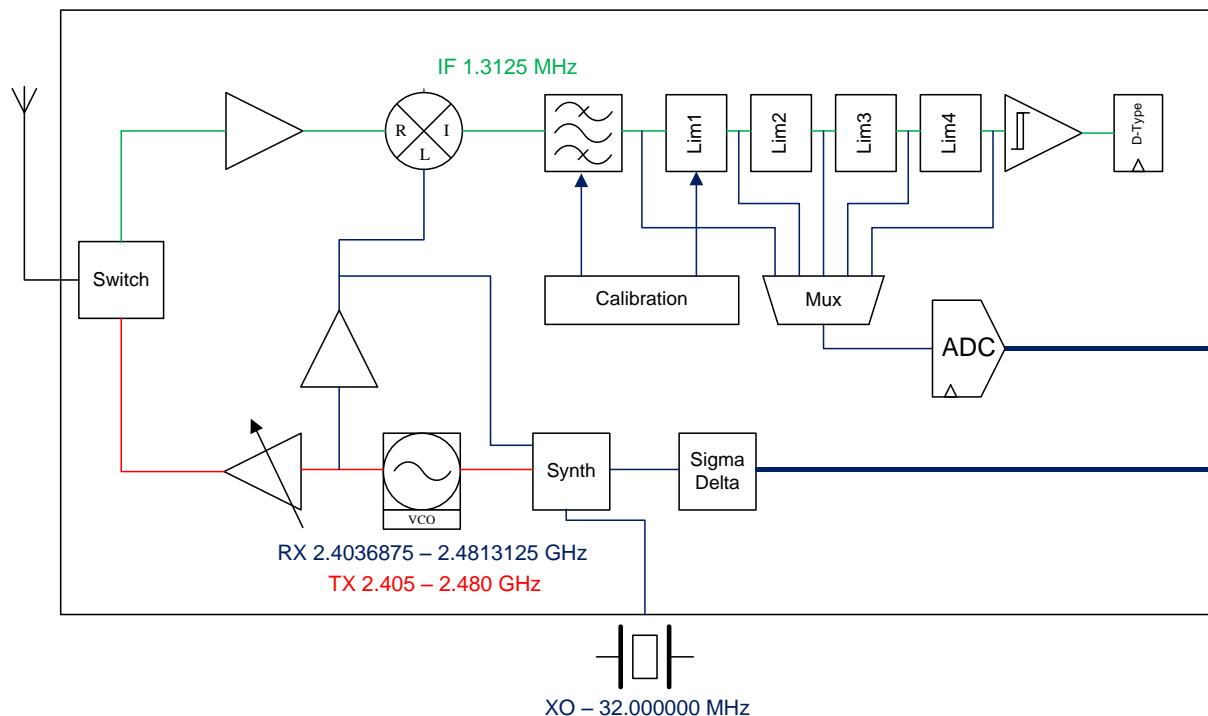 IF 1.3125 MHz
R
I
L
Lim1
Lim2
Lim3
Lim4
D-Type
Switch
Calibration
Mux
ADC
Synth
Sigma
Delta
VCO
RX 2.4036875 – 2.4813125 GHz
TX 2.405 – 2.480 GHz
XO – 32.000000 MHz